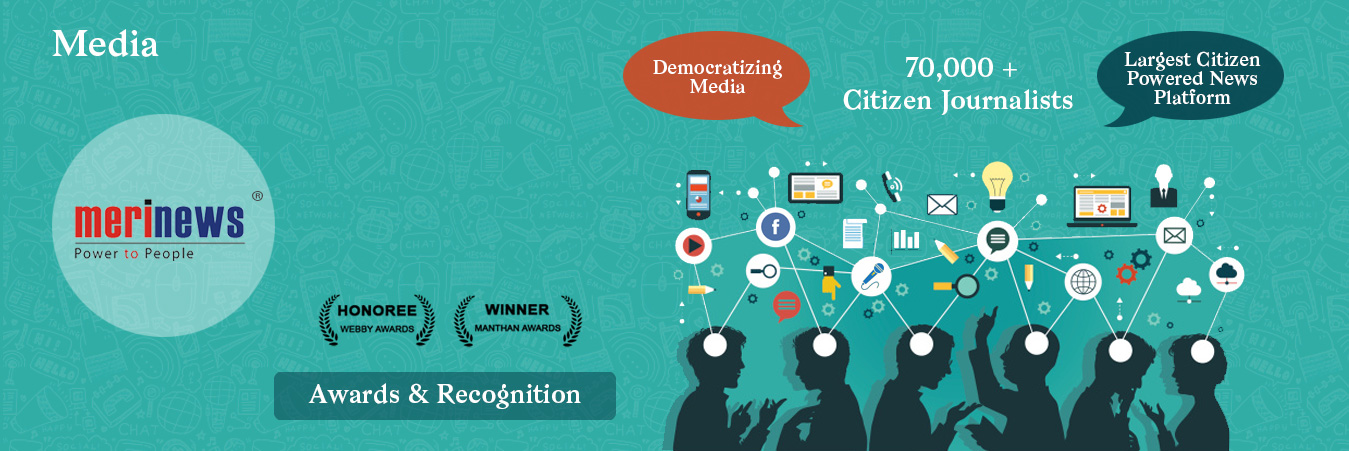 Media
merinews®
Power to People
HONOREE
WEBBY AWARDS
WINNER
MANTHAN AWARDS
Awards & Recognition
Democratizing
Media
70,000 +
Citizen Journalists
Largest Citizen
Powered News
Platform
f